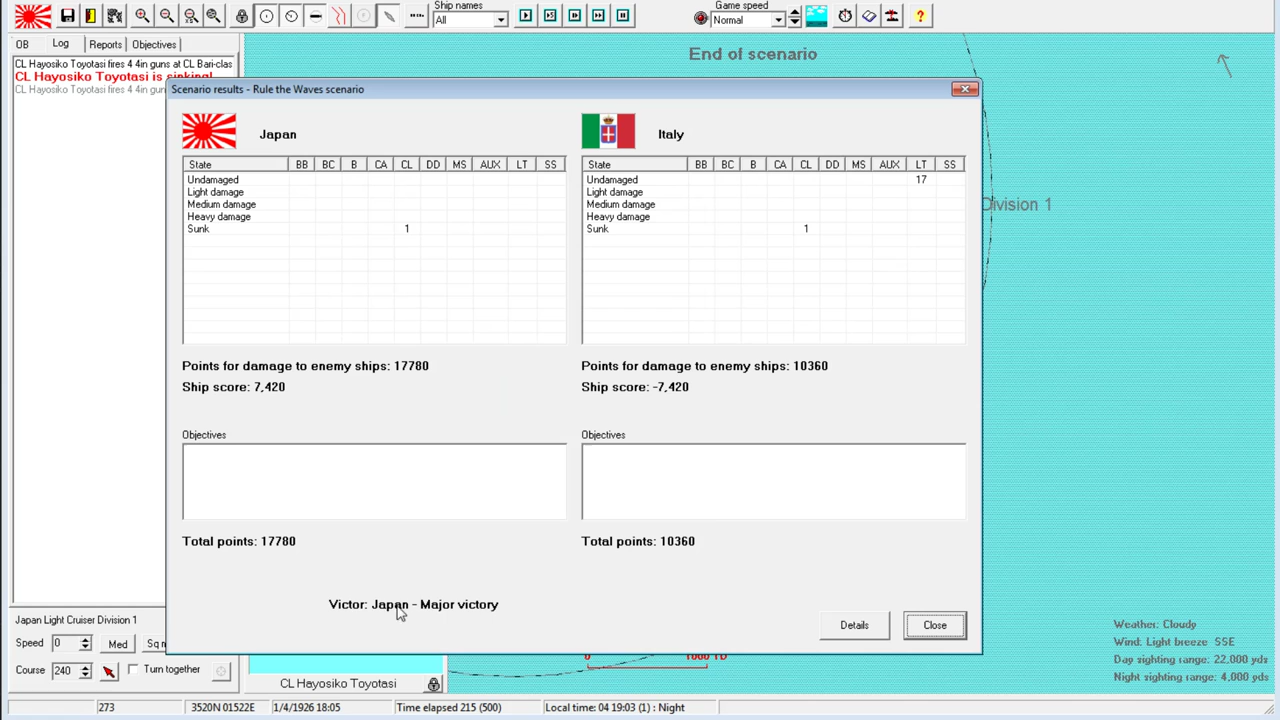 Ship names
All
Game speed
Normal
OB
Log
Reports
Objectives
CL Hayosiko Toyotasi fires 4 4in guns at CL Bari-clas
CL Hayosiko Toyotasi is sinking!
CL Hayosiko Toyotasi fires 4 4in gun
End of scenario
Division 1
Scenario results - Rule the Waves scenario
Japan
State BB BC B CA CL DD MS AUX LT SS
Undamaged
Light damage
Medium damage
Heavy damage
Sunk 1
Points for damage to enemy ships: 17780
Ship score: 7,420
Objectives
Total points: 17780
Italy
State BB BC B CA CL DD MS AUX LT SS
Undamaged 17
Light damage
Medium damage
Heavy damage
Sunk 1
Points for damage to enemy ships: 10360
Ship score: -7,420
Objectives
Total points: 10360
Victor: Japan - Major victory
Details
Close
Japan Light Cruiser Division 1
Speed 0 Med Sq
Course 240 Turn together
CL Hayosiko Toyotasi
Weather: Cloudy
Wind: Light breeze SSE
Day sighting range: 22,000 yds
Night sighting range: 4,000 yds
273
3520N 01522E
1/4/1926 18:05
Time elapsed 215 (500)
Local time: 04 19:03 (1) : Night